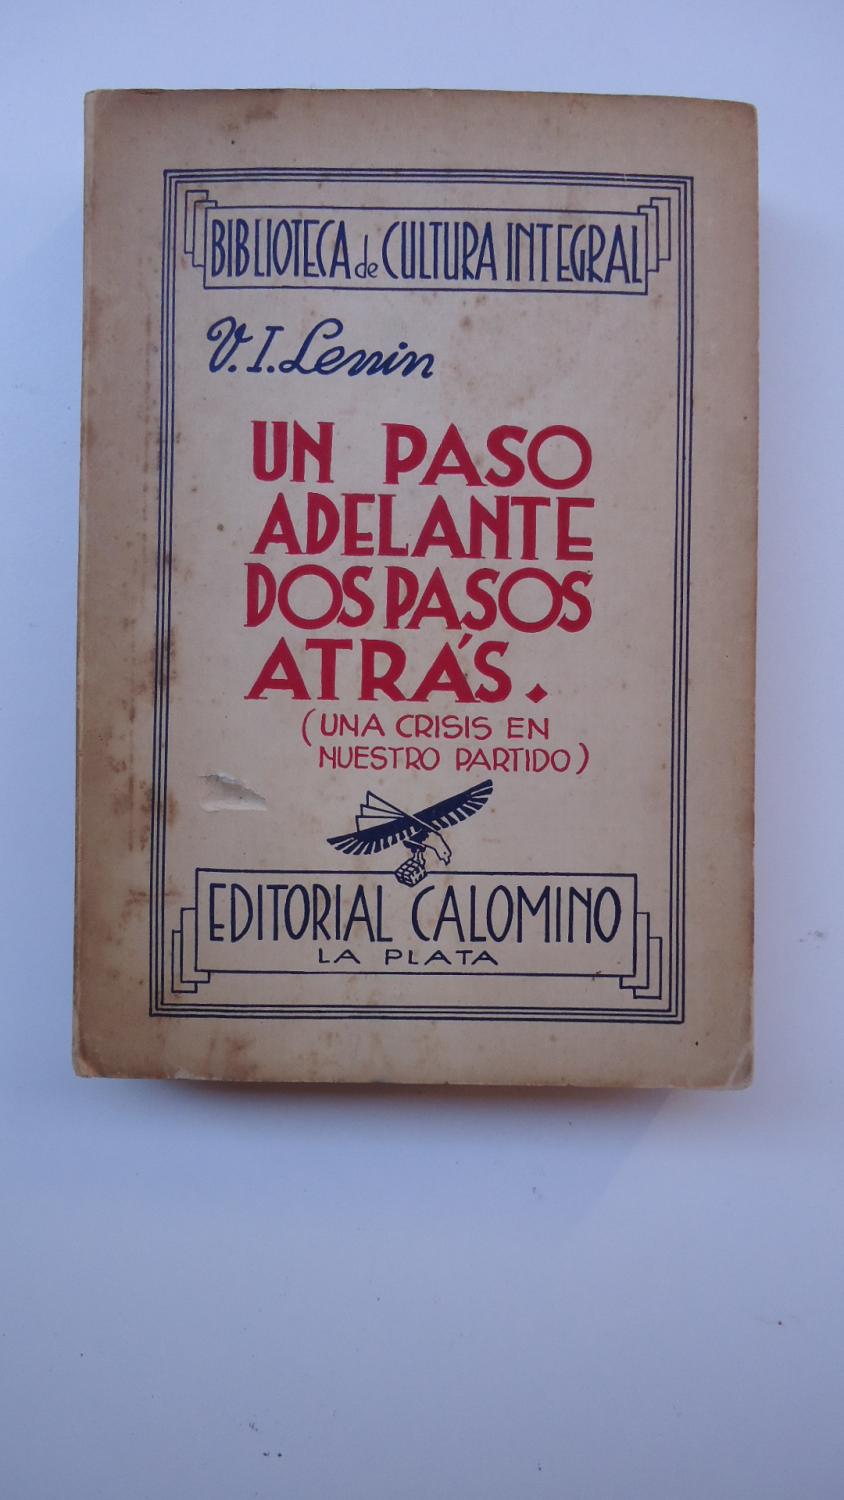 BIBLIOTECA de CULTURA INTEGRAL
V. I. Lenin
UN PASO
ADELANTE
DOS PASOS
ATRÁS.
(UNA CRISIS EN
NUESTRO PARTIDO)
EDITORIAL CALOMINO
LA PLATA